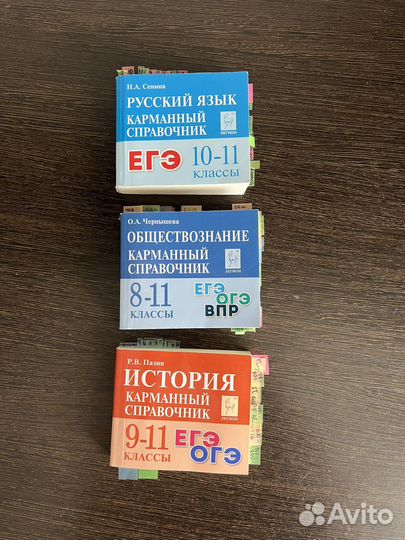 Н.А. Сенина
РУССКИЙ ЯЗЫК
КАРМАННЫЙ
СПРАВОЧНИК
ЛЕГИОН
ЕГЭ
10-11
КЛАССЫ
О.А. Чернышева
ОБЩЕСТВОЗНАНИЕ
КАРМАННЫЙ
СПРАВОЧНИК
ЛЕГИОН
8-11
КЛАССЫ
ЕГЭ
ОГЭ
ВПР
Р.В. Пазин
ИСТОРИЯ
КАРМАННЫЙ
СПРАВОЧНИК
ЛЕГИОН
9-11
КЛАССЫ
ЕГЭ
ОГЭ
Avito